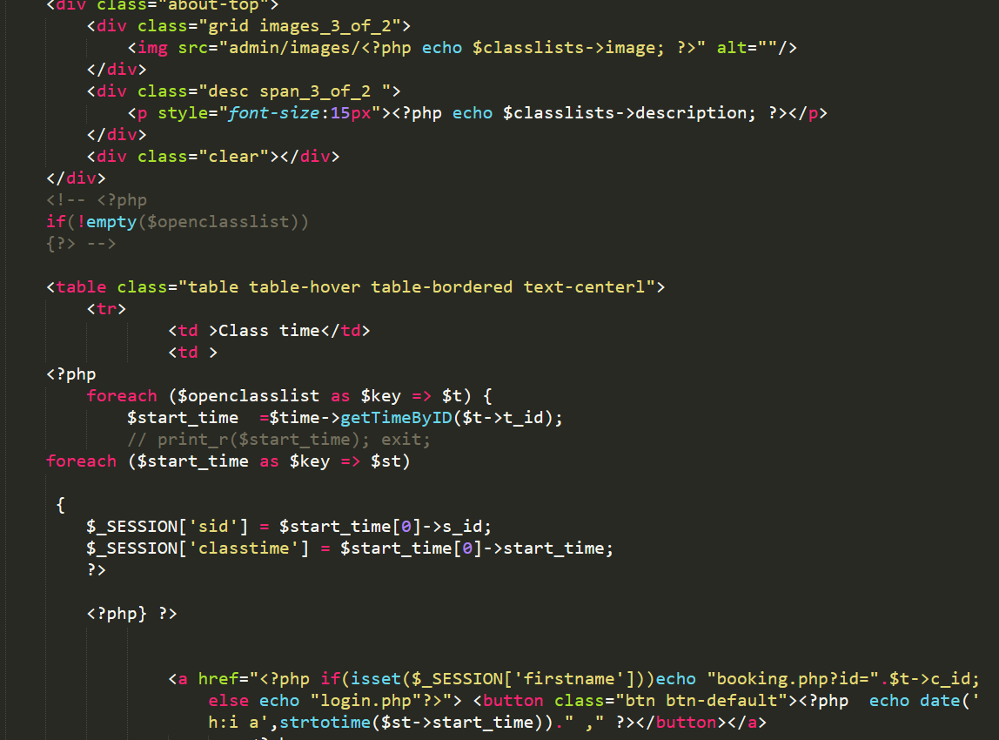 <div class="about-top">
<div class="grid images_3_of_2">
<img src="admin/images/<?php echo $classlists->image; ?>" alt=""/>
</div>
<div class="desc span_3_of_2 ">
<p style="font-size:15px"><?php echo $classlists->description; ?></p>
</div>
<div class="clear"></div>
</div>
<!-- <?php
if(!empty($openclasslist))
{?> -->
<table class="table table-hover table-bordered text-centerl">
<tr>
<td >Class time</td>
<td >
<?php
foreach ($openclasslist as $key => $t) {
$start_time  =$time->getTimeByID($t->t_id);
// print_r($start_time); exit;
foreach ($start_time as $key => $st)
{
$_SESSION['sid'] = $start_time[0]->s_id;
$_SESSION['classtime'] = $start_time[0]->start_time;
?>
<?php} ?>
<a href="<?php if(isset($_SESSION['firstname']))echo "booking.php?id=".$t->c_id;
else echo "login.php"?>"> <button class="btn btn-default"><?php  echo date('
h:i a',strtotime($st->start_time))." ," ?></button></a>